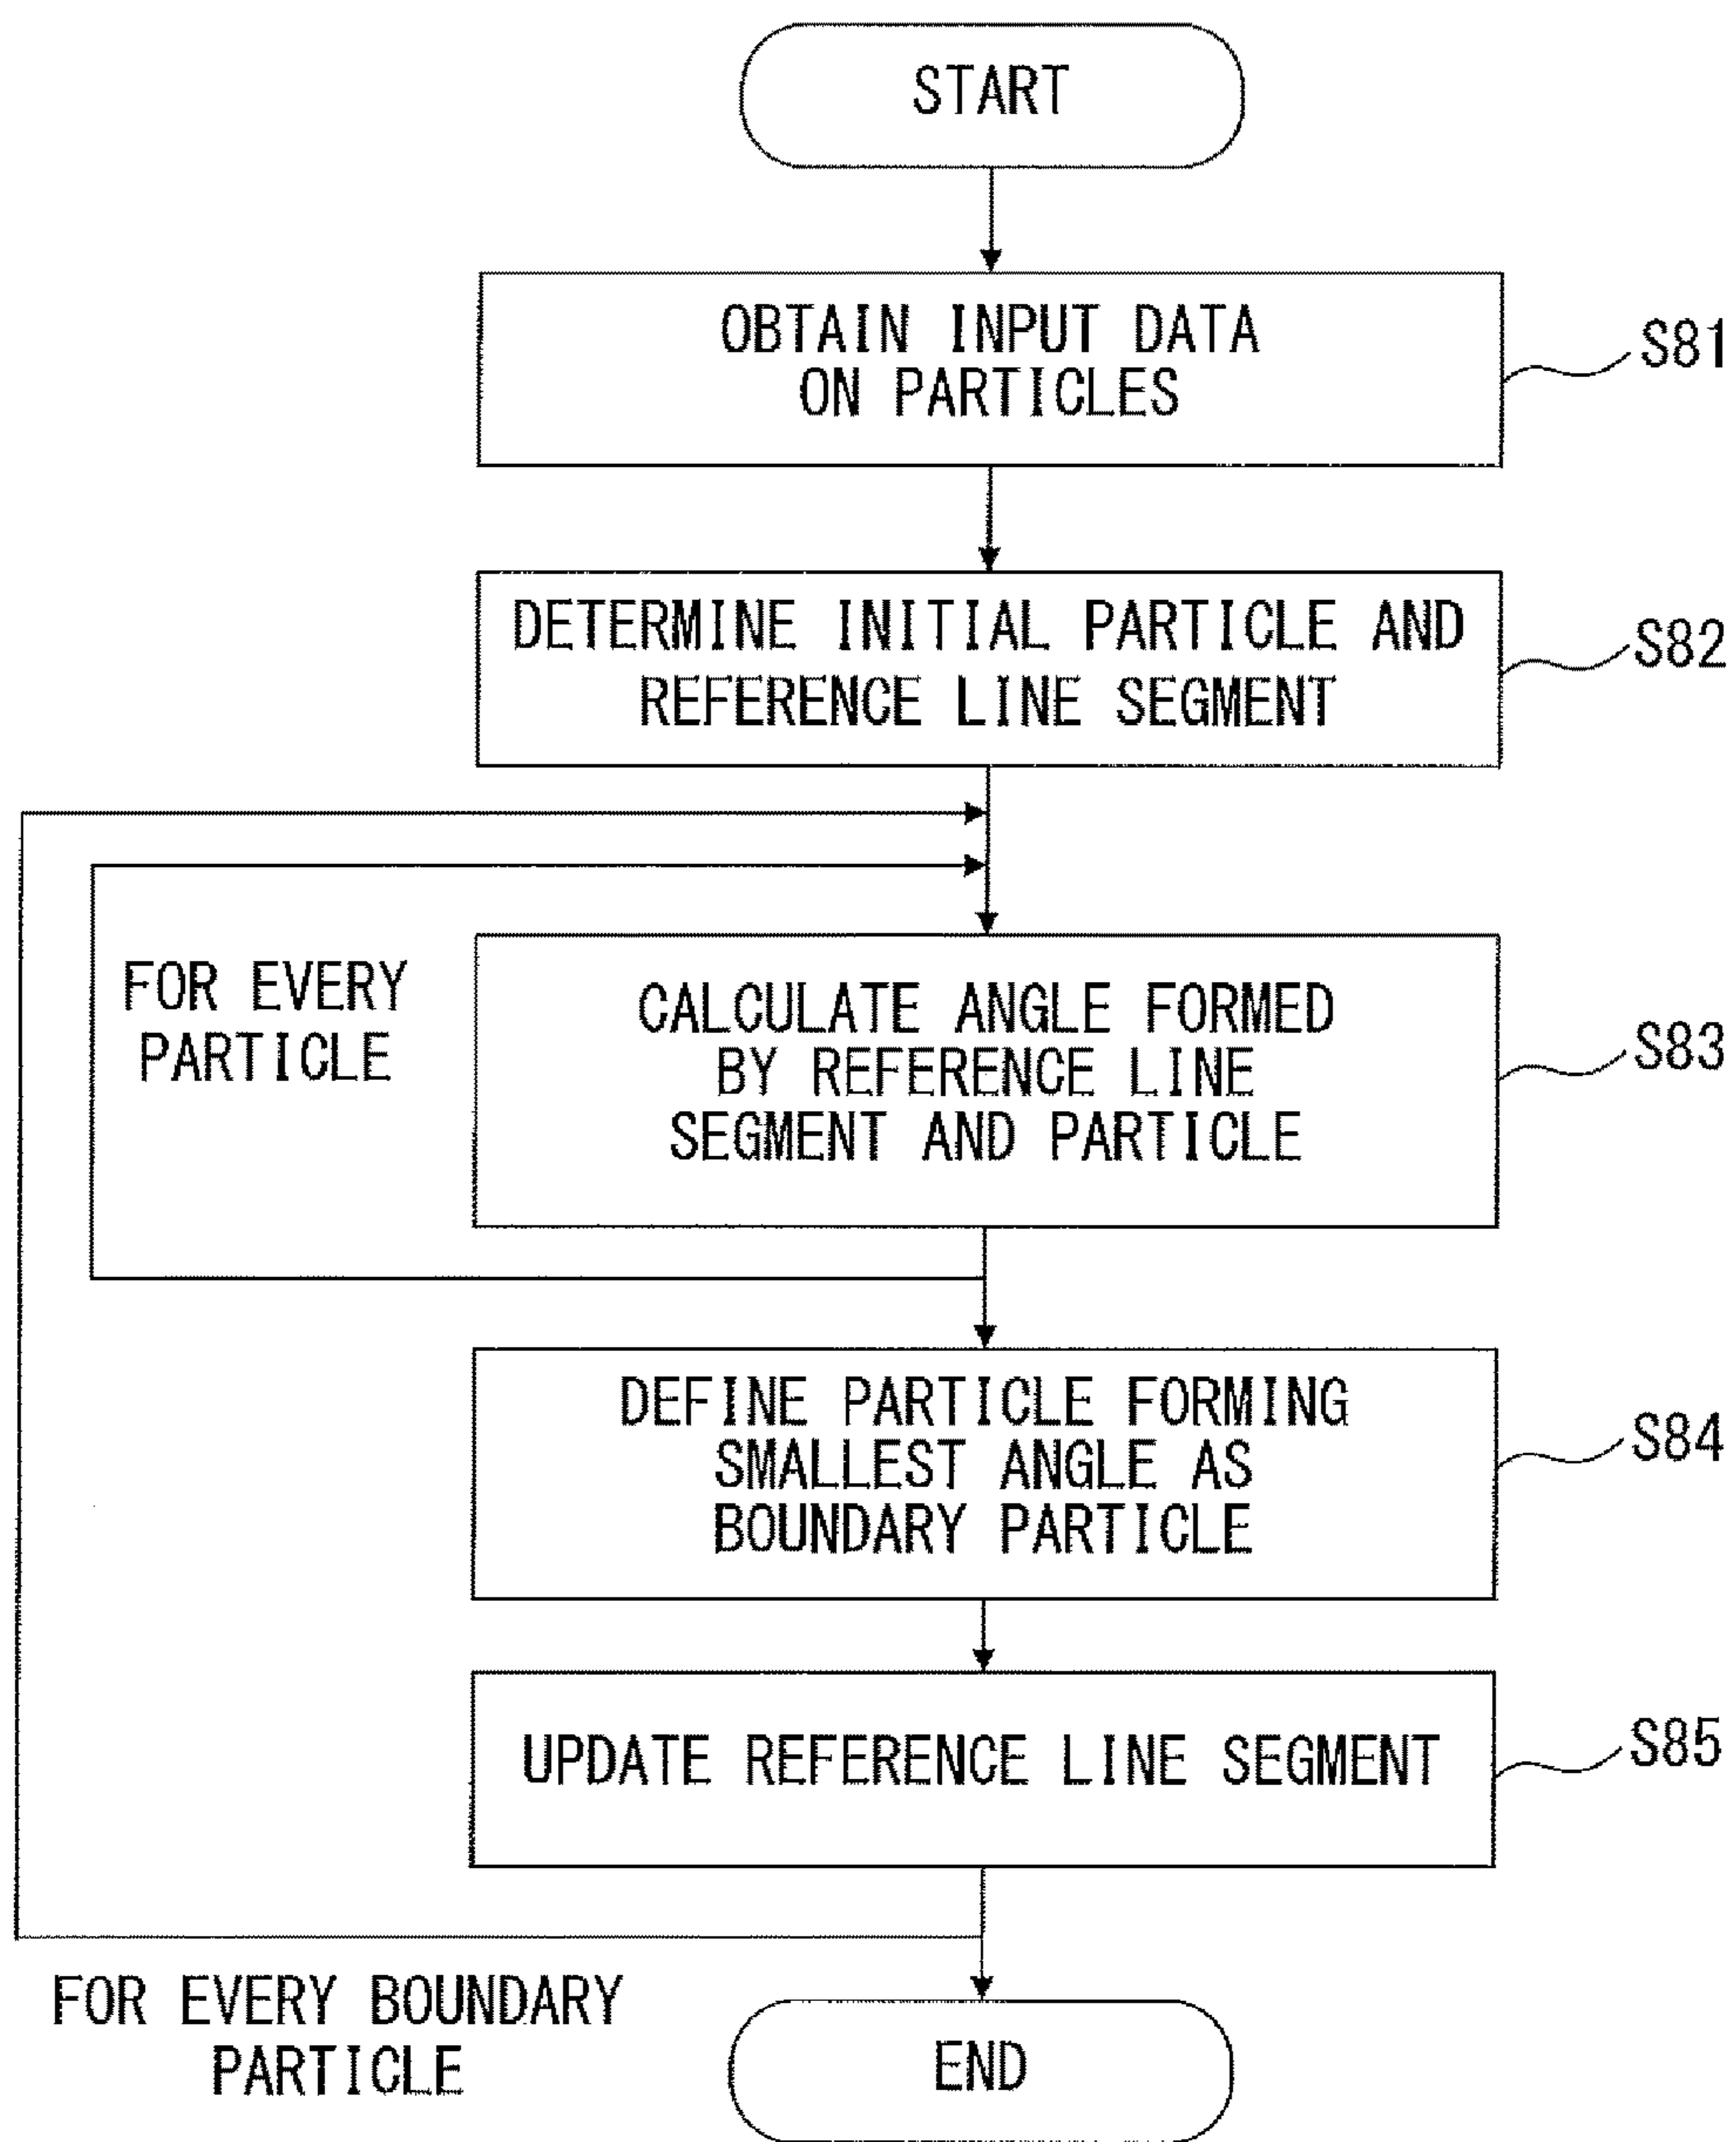 START
OBTAIN INPUT DATA
ON PARTICLES
S81
DETERMINE INITIAL PARTICLE AND
REFERENCE LINE SEGMENT
S82
FOR EVERY
PARTICLE
CALCULATE ANGLE FORMED
BY REFERENCE LINE
SEGMENT AND PARTICLE
S83
DEFINE PARTICLE FORMING
SMALLEST ANGLE AS
BOUNDARY PARTICLE
S84
UPDATE REFERENCE LINE SEGMENT
S85
FOR EVERY BOUNDARY
PARTICLE
END